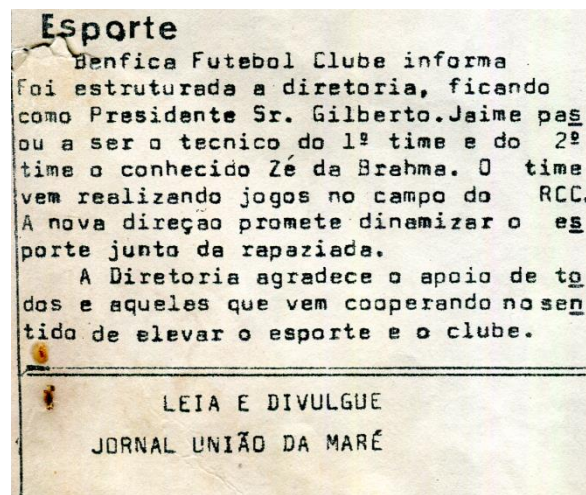 Esporte
Benfica Futebol Clube informa
Foi estruturada a diretoria, ficando
como Presidente Sr. Gilberto.Jaime pas
ou a ser o tecnico do 1º time e do 2º
time o conhecido Zé da Brahma. O time
vem realizando jogos no campo do RCC.
A nova direçao promete dinamizar o es
porte junto da rapaziada.
A Diretoria agradece o apoio de to
dos e aquelas que vem cooperando no sen
tido de elevar o esporte e o clube.
LEIA E DIVULGUE
JORNAL UNIÃO DA MARÉ